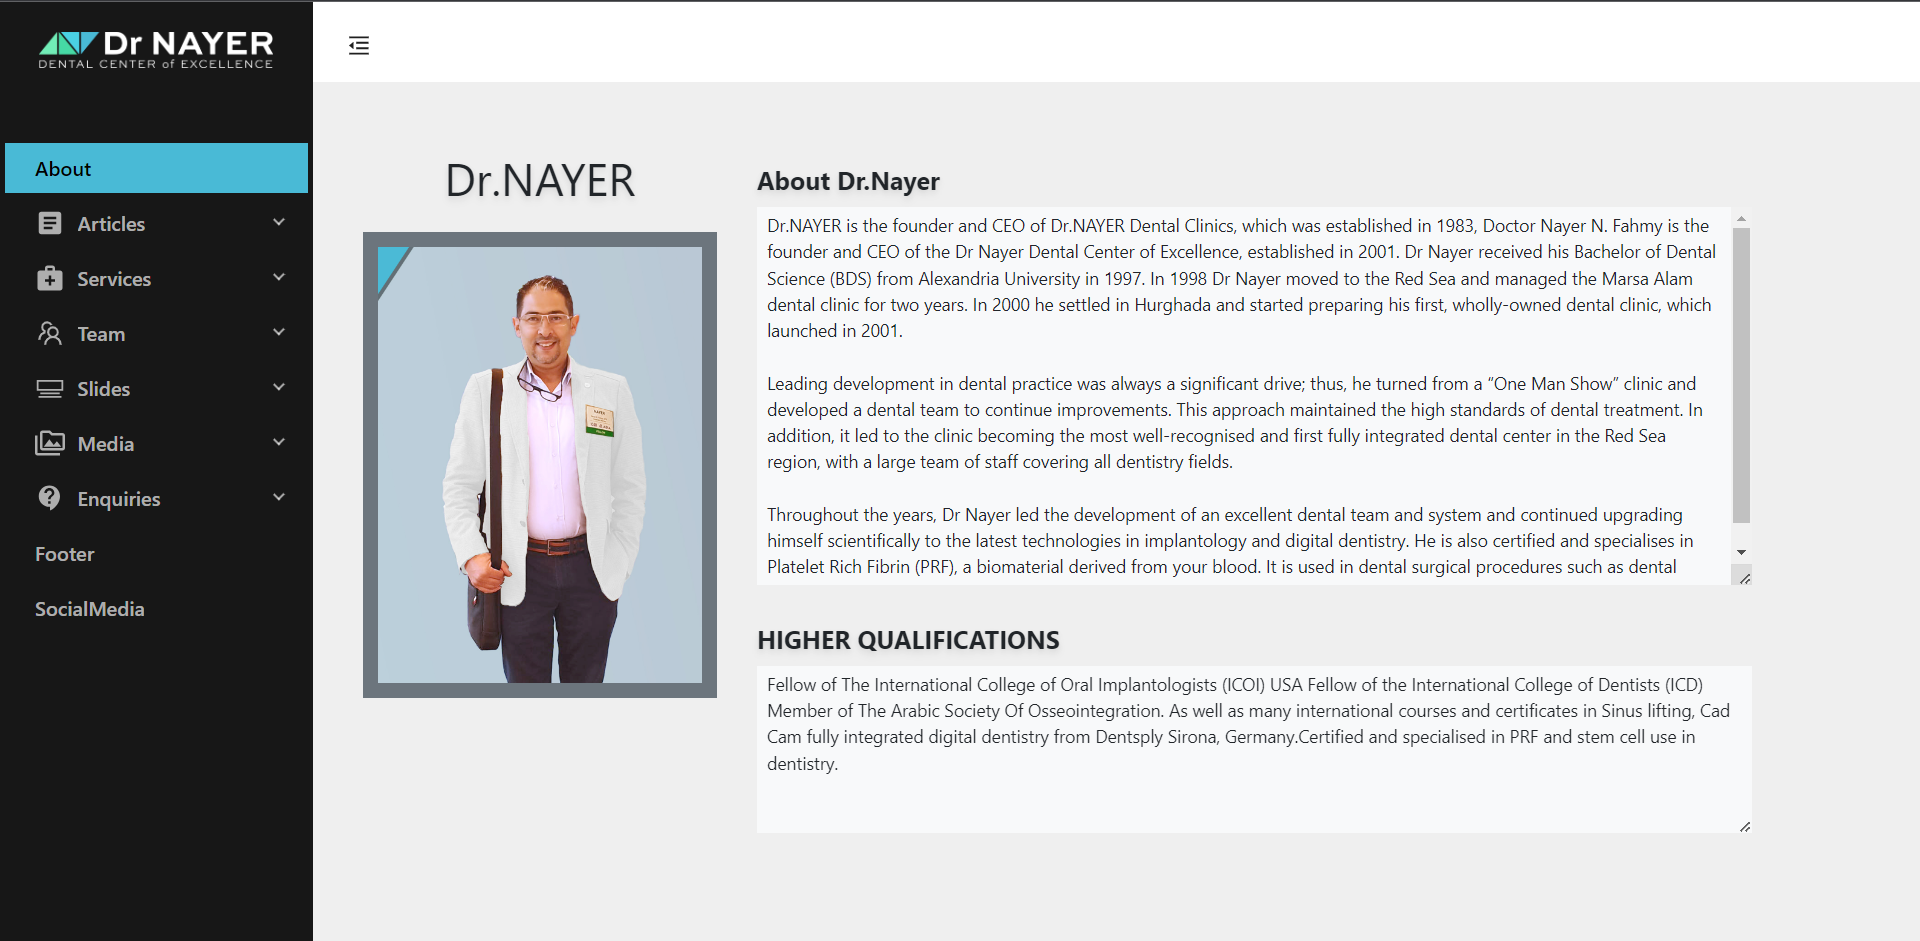 Dr NAYER
DENTAL CENTER of EXCELLENCE
About
Articles
Services
Team
Slides
Media
Enquiries
Footer
SocialMedia
Dr.NAYER
About Dr.Nayer
Dr.NAYER is the founder and CEO of Dr.NAYER Dental Clinics, which was established in 1983, Doctor Nayer N. Fahmy is the
founder and CEO of the Dr Nayer Dental Center of Excellence, established in 2001. Dr Nayer received his Bachelor of Dental
Science (BDS) from Alexandria University in 1997. In 1998 Dr Nayer moved to the Red Sea and managed the Marsa Alam
dental clinic for two years. In 2000 he settled in Hurghada and started preparing his first, wholly-owned dental clinic, which
launched in 2001.
Leading development in dental practice was always a significant drive; thus, he turned from a “One Man Show” clinic and
developed a dental team to continue improvements. This approach maintained the high standards of dental treatment. In
addition, it led to the clinic becoming the most well-recognised and first fully integrated dental center in the Red Sea
region, with a large team of staff covering all dentistry fields.
Throughout the years, Dr Nayer led the development of an excellent dental team and system and continued upgrading
himself scientifically to the latest technologies in implantology and digital dentistry. He is also certified and specialises in
Platelet Rich Fibrin (PRF), a biomaterial derived from your blood. It is used in dental surgical procedures such as dental
HIGHER QUALIFICATIONS
Fellow of The International College of Oral Implantologists (ICOI) USA Fellow of the International College of Dentists (ICD)
Member of The Arabic Society Of Osseointegration. As well as many international courses and certificates in Sinus lifting, Cad
Cam fully integrated digital dentistry from Dentsply Sirona, Germany.Certified and specialised in PRF and stem cell use in
dentistry.